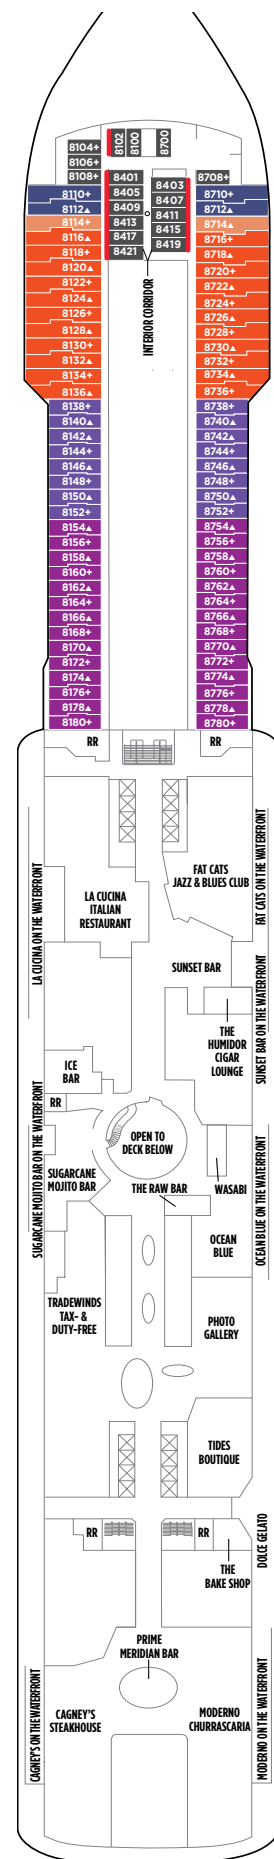 8102
8100
8700
8104+
8106+
8108+
8708+
8401
8405
8409
8413
8417
8421
8403
8407
8411
8415
8419
INTERIOR CORRIDOR
8110+
8112▲
8114+
8116▲
8118+
8120▲
8122+
8124▲
8126+
8128▲
8130+
8132▲
8134+
8136▲
8138+
8140▲
8142▲
8144+
8146▲
8148+
8150▲
8152+
8154▲
8156+
8158▲
8160+
8162▲
8164+
8166▲
8168+
8170▲
8172+
8174▲
8176+
8178▲
8180+
8710+
8712▲
8714▲
8716+
8718▲
8720+
8722▲
8724+
8726▲
8728+
8730▲
8732+
8734▲
8736+
8738+
8740▲
8742▲
8744+
8746▲
8748+
8750▲
8752+
8754▲
8756+
8758▲
8760+
8762▲
8764+
8766▲
8768+
8770▲
8772+
8774▲
8776+
8778▲
8780+
RR
RR
LA CUCINA ON THE WATERFRONT
LA CUCINA
ITALIAN
RESTAURANT
FAT CATS
JAZZ & BLUES CLUB
FAT CATS ON THE WATERFRONT
SUNSET BAR
SUNSET BAR ON THE WATERFRONT
THE
HUMIDOR
CIGAR
LOUNGE
ICE
BAR
RR
OPEN TO
DECK BELOW
SUGARCANE MOJITO BAR ON THE WATERFRONT
SUGARCANE
MOJITO BAR
THE RAW BAR
WASABI
OCEAN BLUE ON THE WATERFRONT
OCEAN
BLUE
TRADEWINDS
TAX- &
DUTY-FREE
PHOTO
GALLERY
TIDES
BOUTIQUE
RR
RR
DOLCE GELATO
THE
BAKE SHOP
PRIME
MERIDIAN BAR
CAGNEY'S ON THE WATERFRONT
CAGNEY'S
STEAKHOUSE
MODERNO
CHURRASCARIA
MODERNO ON THE WATERFRONT